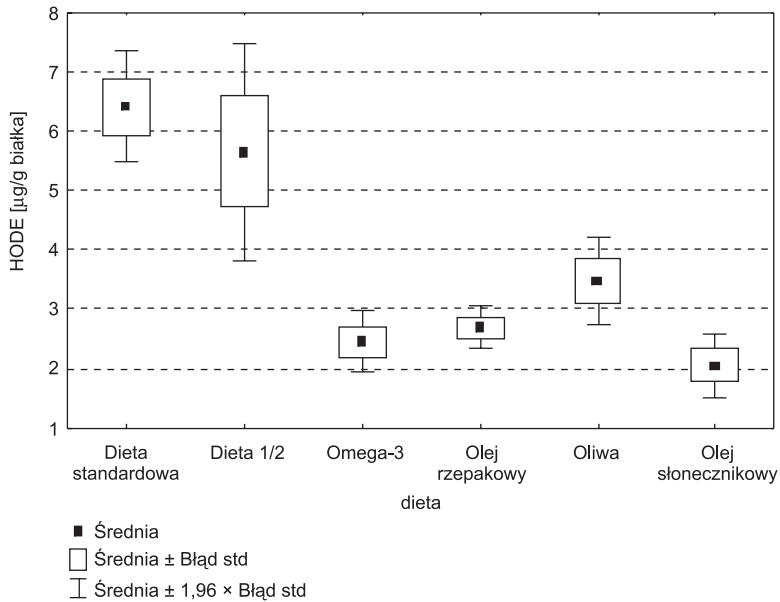 HODE [µg/g białka]
8
7
6
5
4
3
2
1
Dieta
standardowa
Dieta 1/2
Omega-3
Olej
rzepakowy
Oliwa
Olej
słonecznikowy
dieta
Średnia
Średnia ± Błąd std
Średnia ± 1,96 × Błąd std